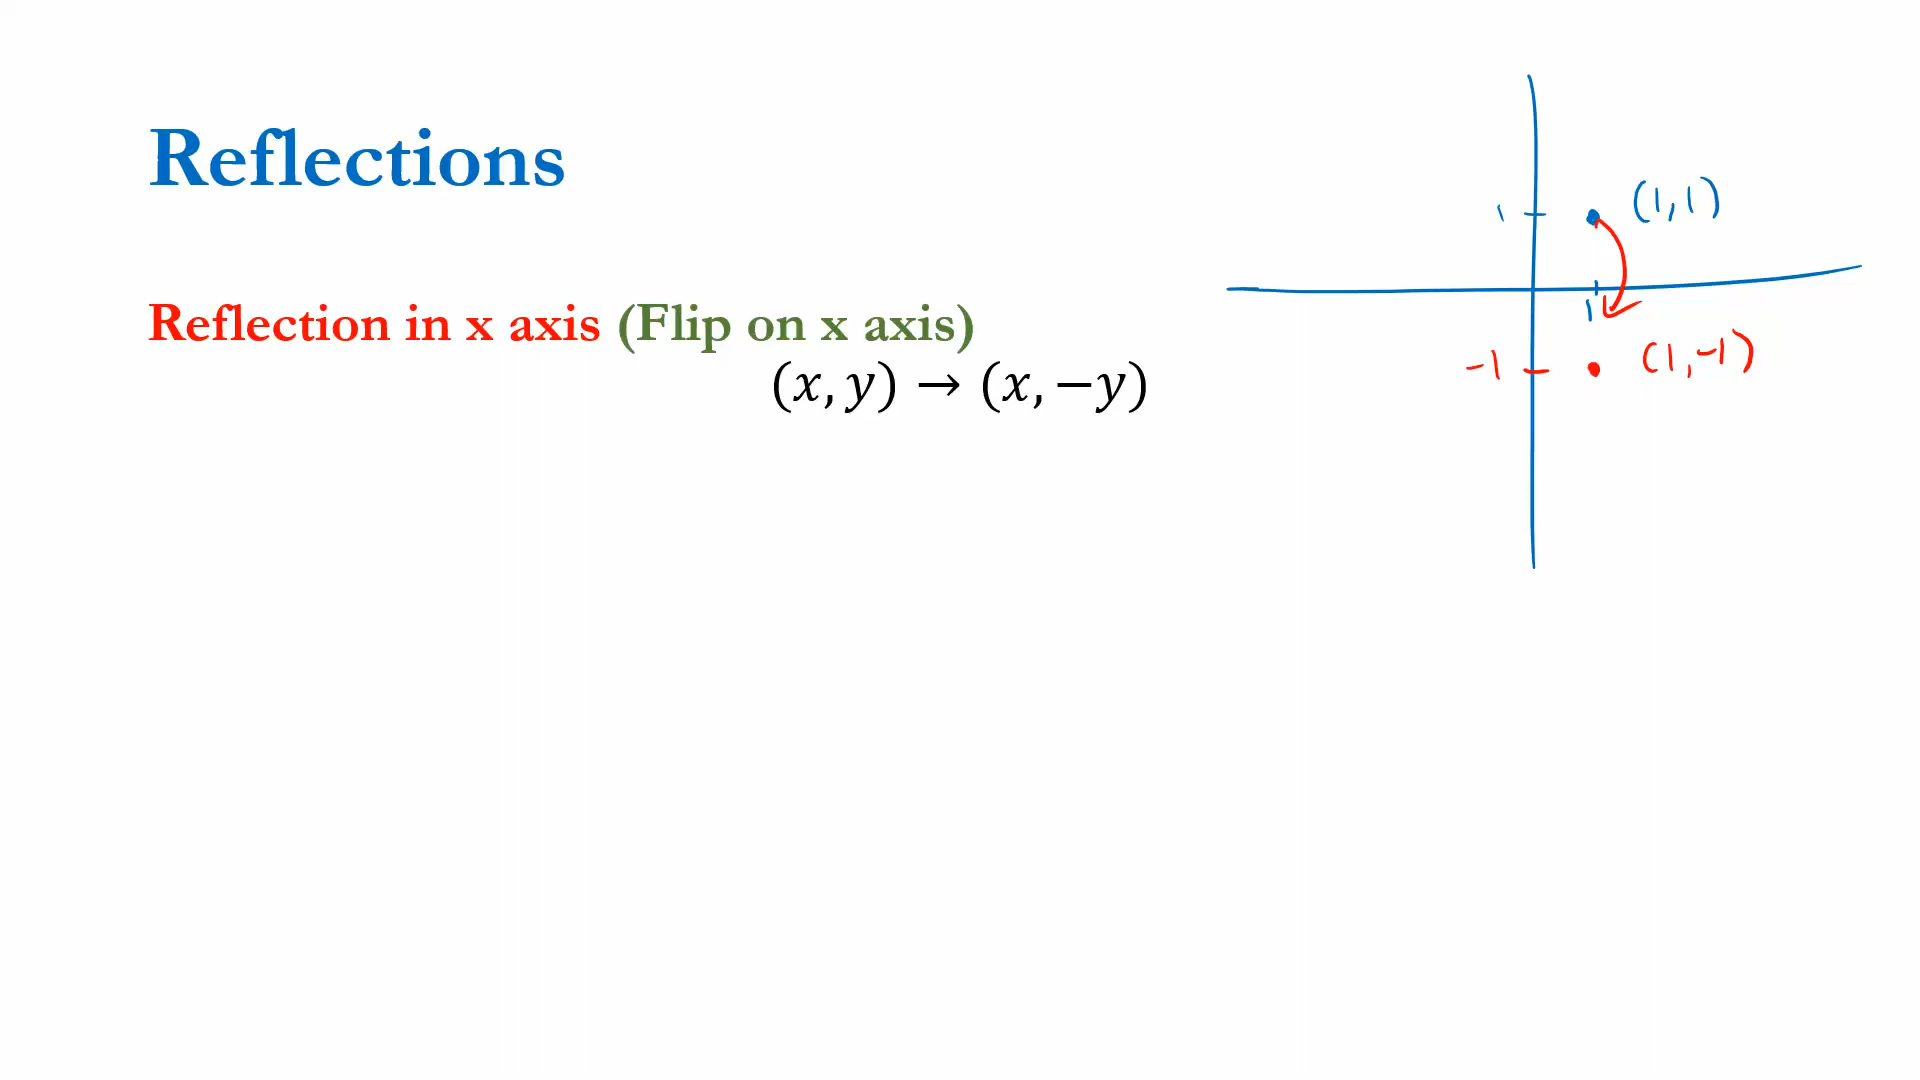 Reflections
Reflection in x axis (Flip on x axis)
(x, y) → (x, −y)
1
(1,1)
1
-1
(1,-1)